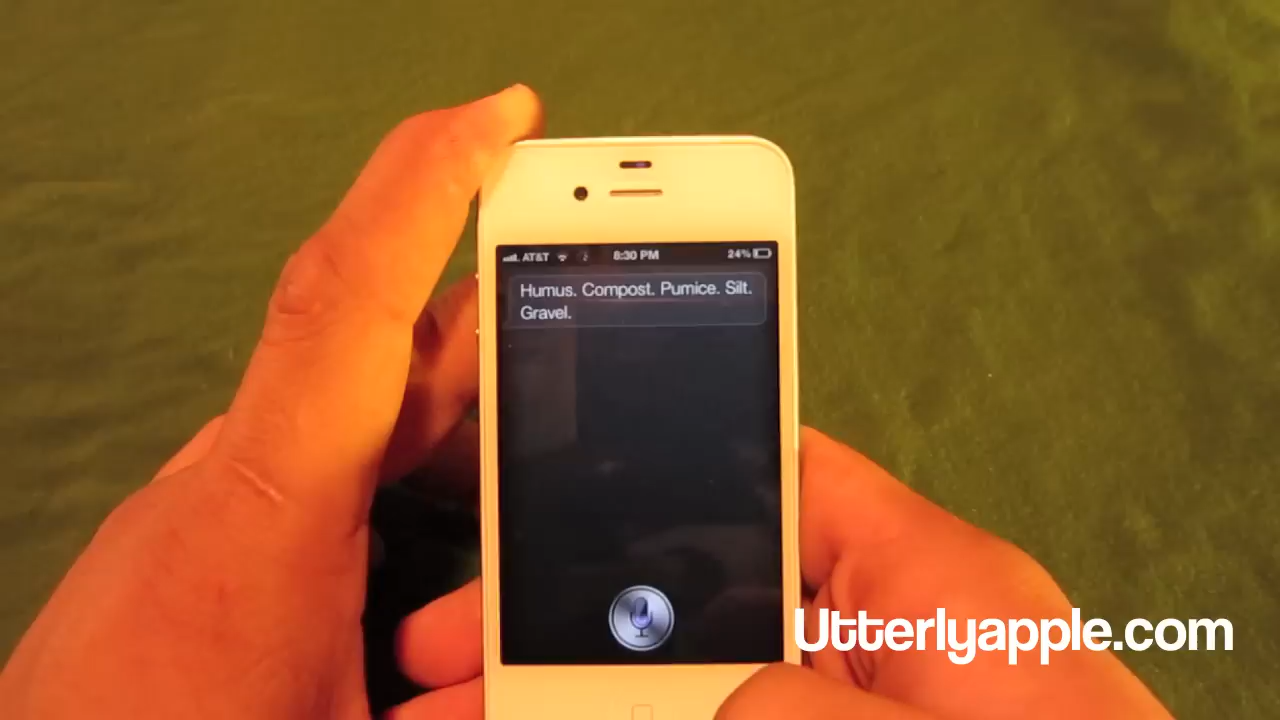 AT&T 8:30 PM 24%
Humus. Compost. Pumice. Silt.
Gravel.
Utterlyapple.com